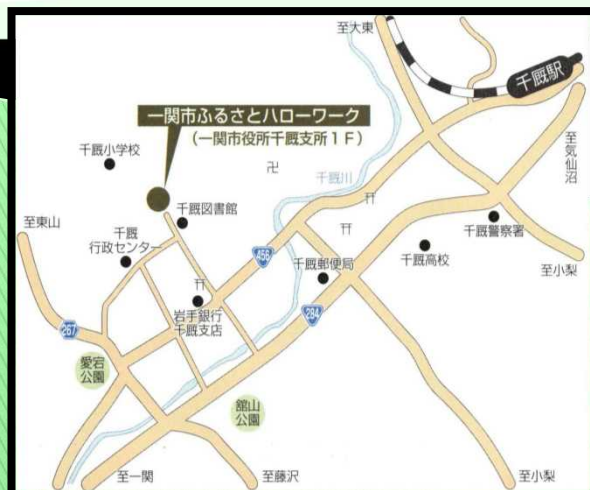 至大東
千厩駅
一関市ふるさとハローワーク
(一関市役所千厩支所1F)
至気仙沼
千厩小学校
千厩川
千厩図書館
至東山
千厩
行政センター
千厩警察署
456
千厩高校
千厩郵便局
至小梨
岩手銀行
千厩支店
284
267
愛宕
公園
舘山
公園
至一関
至藤沢
至小梨